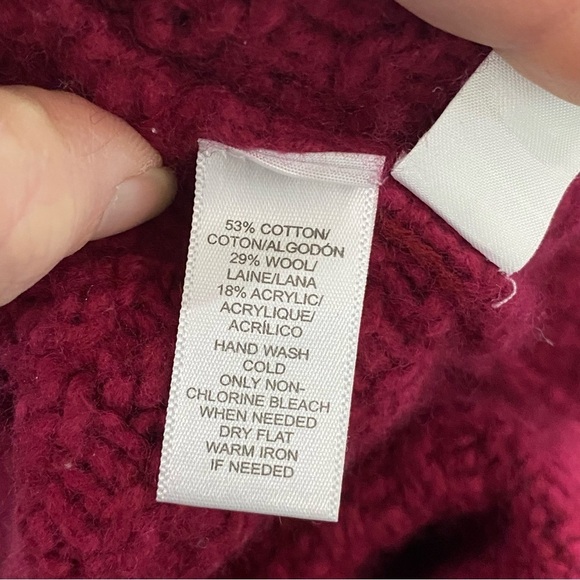 53% COTTON/
COTON/ALGODÓN
29% WOOL/
LAINE/LANA
18% ACRYLIC/
ACRYLIQUE/
ACRÍLICO
HAND WASH
COLD
ONLY NON-
CHLORINE BLEACH
WHEN NEEDED
DRY FLAT
WARM IRON
IF NEEDED